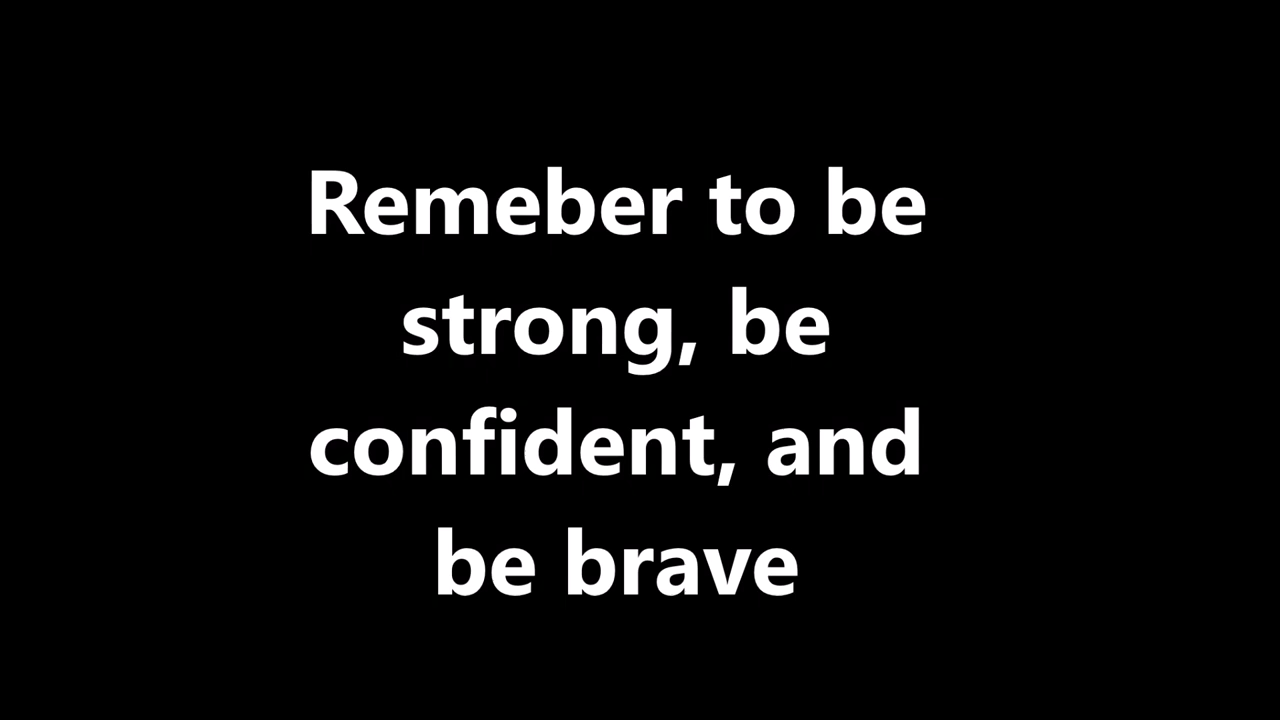 Remeber to be
strong, be
confident, and
be brave